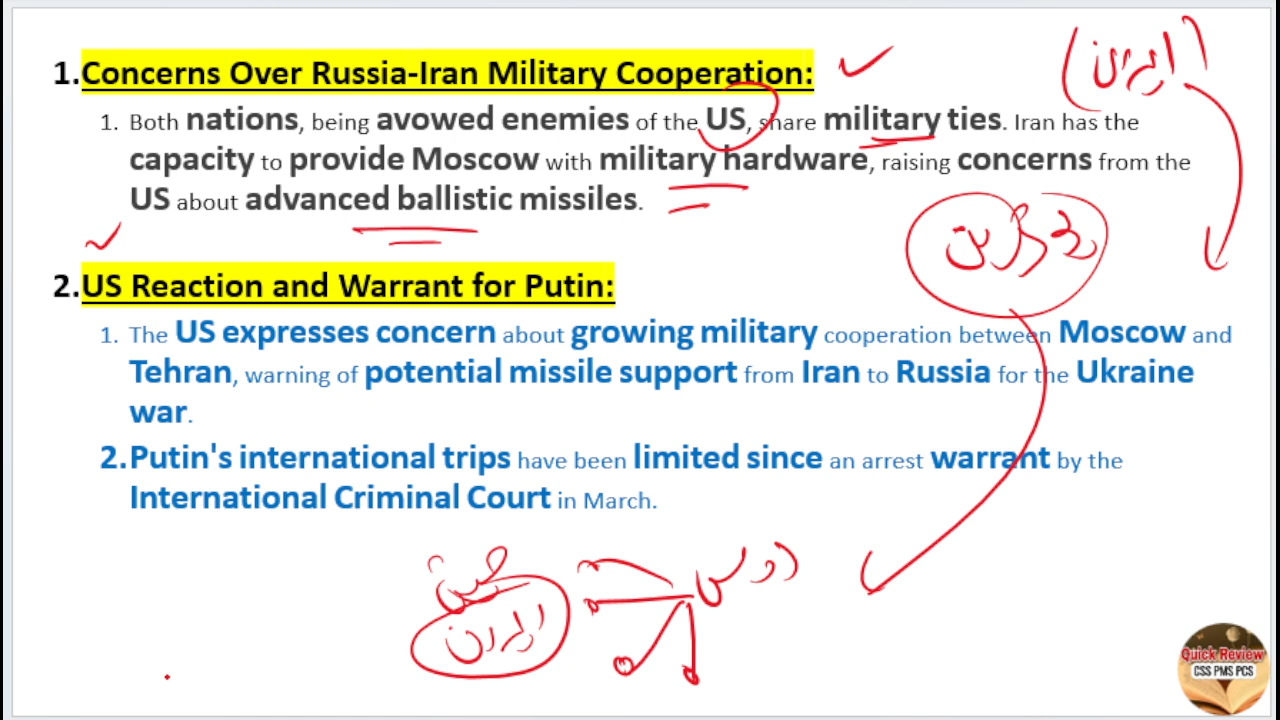 1.Concerns Over Russia-Iran Military Cooperation:
(ایران)
1. Both nations, being avowed enemies of the US, share military ties. Iran has the
capacity to provide Moscow with military hardware, raising concerns from the
US about advanced ballistic missiles.
2.US Reaction and Warrant for Putin:
1. The US expresses concern about growing military cooperation between Moscow and
Tehran, warning of potential missile support from Iran to Russia for the Ukraine
war.
2.Putin's international trips have been limited since an arrest warrant by the
International Criminal Court in March.
چین
روس
ایران
Quick Review
CSS PMS PCS